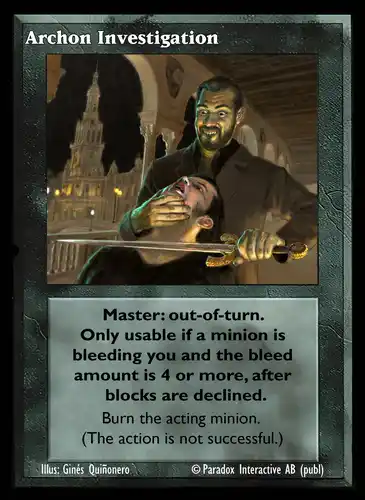 Archon Investigation
Master: out-of-turn.
Only usable if a minion is
bleeding you and the bleed
amount is 4 or more, after
blocks are declined.
Burn the acting minion.
(The action is not successful.)
Illus: Ginés Quiñonero
© Paradox Interactive AB (publ)